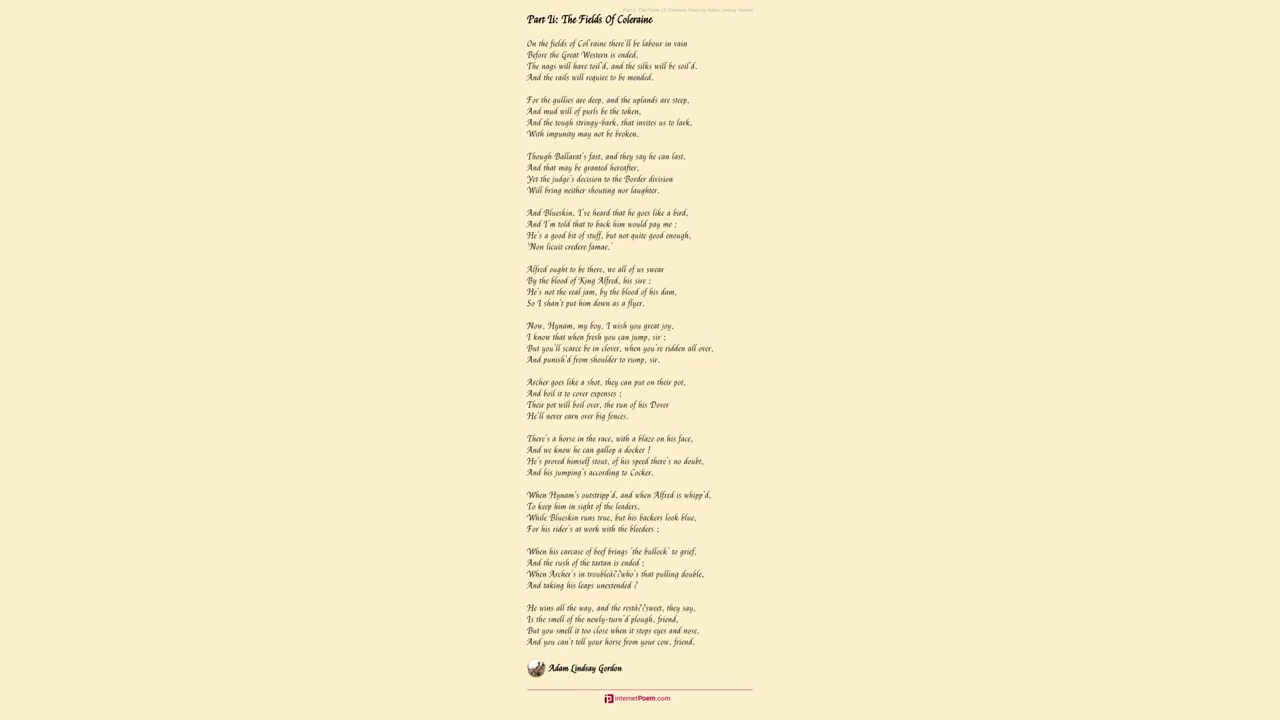 Part Ii: The Fields Of Coleraine Poem by Adam Lindsay Gordon
Part Ii: The Fields Of Coleraine
On the fields of Col'raine there'll be labour in vain
Before the Great Western is ended,
The nags will have toil'd, and the silks will be soil'd,
And the rails will require to be mended.
For the gullies are deep, and the uplands are steep,
And mud will of purls be the token,
And the tough stringy-bark, that invites us to lark,
With impunity may not be broken.
Though Ballarat's fast, and they say he can last,
And that may be granted hereafter,
Yet the judge's decision to the Border division
Will bring neither shouting nor laughter.
And Blueskin, I've heard that he goes like a bird,
And I'm told that to back him would pay me ;
He's a good bit of stuff, but not quite good enough,
'Non licuit credere famae.'
Alfred ought to be there, we all of us swear
By the blood of King Alfred, his sire ;
He's not the real jam, by the blood of his dam,
So I shan't put him down as a flyer.
Now, Hynam, my boy, I wish you great joy,
I know that when fresh you can jump, sir ;
But you'll scarce be in clover, when you're ridden all over,
And punish'd from shoulder to rump, sir.
Archer goes like a shot, they can put on their pot,
And boil it to cover expenses ;
Their pot will boil over, the run of his Dover
He'll never earn over big fences.
There's a horse in the race, with a blaze on his face,
And we know he can gallop a docker !
He's proved himself stout, of his speed there's no doubt,
And his jumping's according to Cocker.
When Hynam's outstripp'd, and when Alfred is whipp'd,
To keep him in sight of the leaders,
While Blueskin runs true, but his backers look blue,
For his rider's at work with the bleeders ;
When his carcase of beef brings 'the bullock' to grief,
And the rush of the tartan is ended ;
When Archer's in troubleâ??who's that pulling double,
And taking his leaps unextended ?
He wins all the way, and the restâ??sweet, they say,
Is the smell of the newly-turn'd plough, friend,
But you smell it too close when it stops eyes and nose,
And you can't tell your horse from your cow, friend.
Adam Lindsay Gordon
internetPoem.com